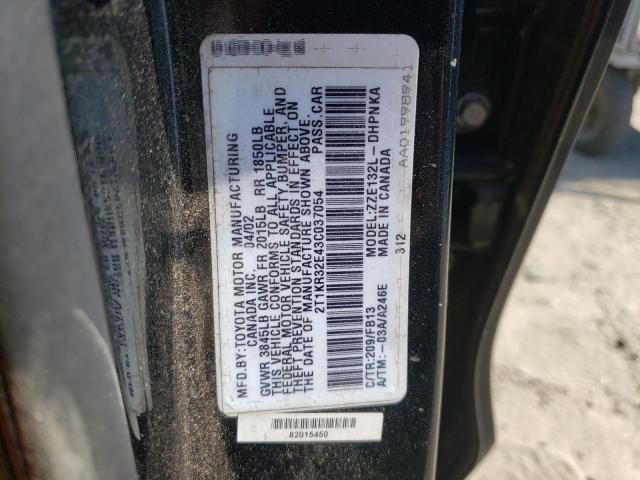 MFD.BY:TOYOTA MOTOR MANUFACTURING
CANADA INC. 04/02
GVWR 3845LB GAWR FR 2015LB RR 1850LB
THIS VEHICLE CONFORMS TO ALL APPLICABLE
FEDERAL MOTOR VEHICLE SAFETY BUMPER, AND
THEFT PREVENTION STANDARDS IN EFFECT ON
THE DATE OF MANUFACTURE SHOWN ABOVE.
2T1KR32E43C037054 PASS.CAR
C/TR:209/FB13 MODEL:ZZE132L-DHPNKA
A/TM:-03A/A246E MADE IN CANADA
312 AA01998941
82015450